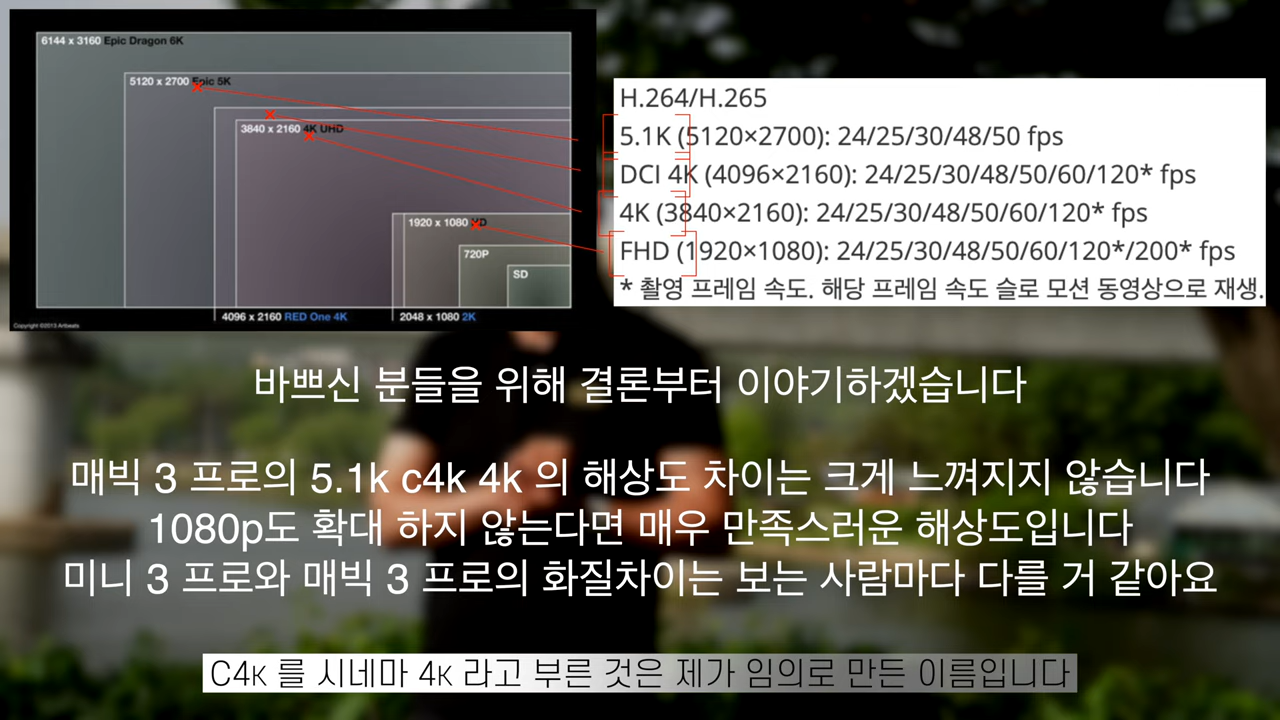 6144 x 3160 Epic Dragon 6K
5120 x 2700 Epic 5K
3840 x 2160 4K UHD
1920 x 1080 HD
720P
SD
4096 x 2160 RED One 4K
2048 x 1080 2K
Copyright ©2013 Artbeats
H.264/H.265
5.1K (5120×2700): 24/25/30/48/50 fps
DCI 4K (4096×2160): 24/25/30/48/50/60/120* fps
4K (3840×2160): 24/25/30/48/50/60/120* fps
FHD (1920×1080): 24/25/30/48/50/60/120*/200* fps
* 촬영 프레임 속도. 해당 프레임 속도 슬로 모션 동영상으로 재생.
바쁘신 분들을 위해 결론부터 이야기하겠습니다
매빅 3 프로의 5.1k c4k 4k 의 해상도 차이는 크게 느껴지지 않습니다
1080p도 확대 하지 않는다면 매우 만족스러운 해상도입니다
미니 3 프로와 매빅 3 프로의 화질차이는 보는 사람마다 다를 거 같아요
C4K 를 시네마 4K 라고 부른 것은 제가 임의로 만든 이름입니다